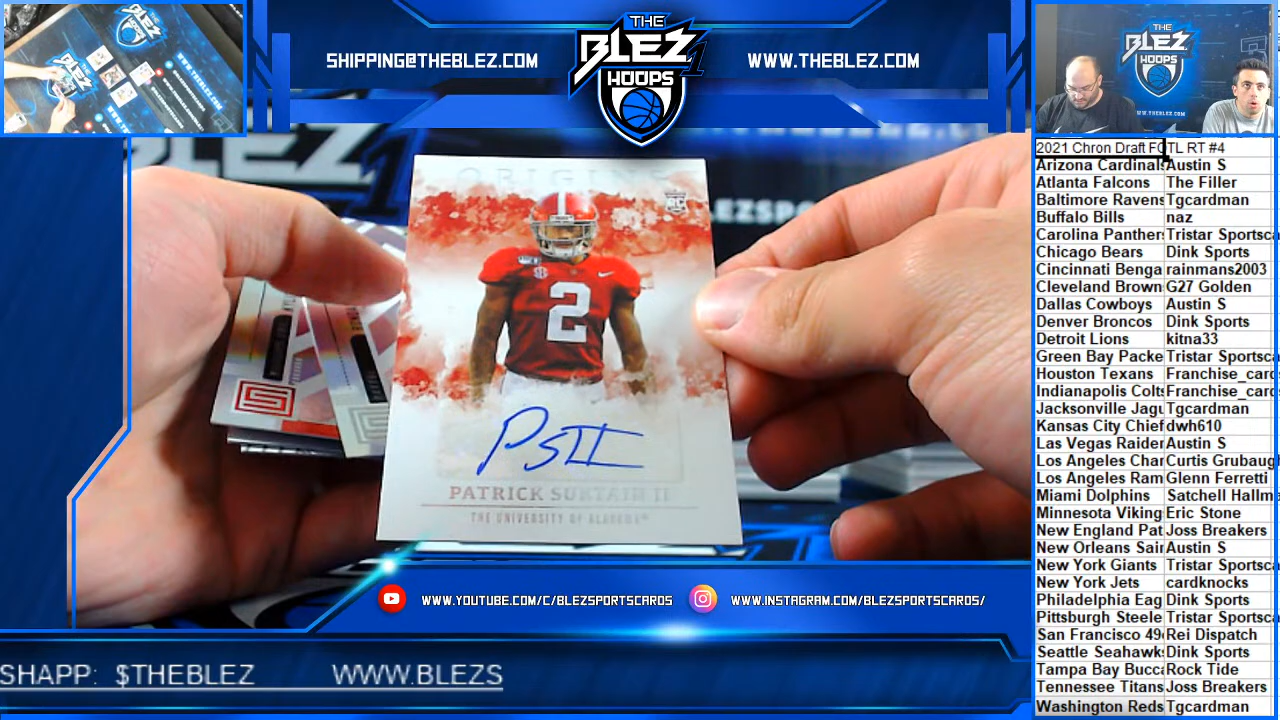 SHIPPING@THEBLEZ.COM
THE
BLEZ
HOOPS
WWW.THEBLEZ.COM
THE
BLEZ
HOOPS
WWW.THEBLEZ.COM
ORIGINS
RC
2
PSII
PATRICK SURTAIN II
THE UNIVERSITY OF ALABAMA
WWW.YOUTUBE.COM/C/BLEZSPORTSCARDS
WWW.INSTAGRAM.COM/BLEZSPORTSCARDS/
SHAPP: $THEBLEZ WWW.BLEZS
2021 Chron Draft FOTL RT #4
Arizona Cardinals Austin S
Atlanta Falcons The Filler
Baltimore Ravens Tgcardman
Buffalo Bills naz
Carolina Panther Tristar Sportsca
Chicago Bears Dink Sports
Cincinnati Benga rainmans2003
Cleveland Brown G27 Golden
Dallas Cowboys Austin S
Denver Broncos Dink Sports
Detroit Lions kitna33
Green Bay Packe Tristar Sportsca
Houston Texans Franchise_card
Indianapolis Colts Franchise_card
Jacksonville Jagu Tgcardman
Kansas City Chief dwh610
Las Vegas Raider Austin S
Los Angeles Char Curtis Grubaug
Los Angeles Ram Glenn Ferretti
Miami Dolphins Satchell Hallm
Minnesota Viking Eric Stone
New England Pat Joss Breakers
New Orleans Sain Austin S
New York Giants Tristar Sportsca
New York Jets cardknocks
Philadelphia Eag Dink Sports
Pittsburgh Steele Tristar Sportsca
San Francisco 49 Rei Dispatch
Seattle Seahawk Dink Sports
Tampa Bay Bucca Rock Tide
Tennessee Titans Joss Breakers
Washington Reds Tgcardman